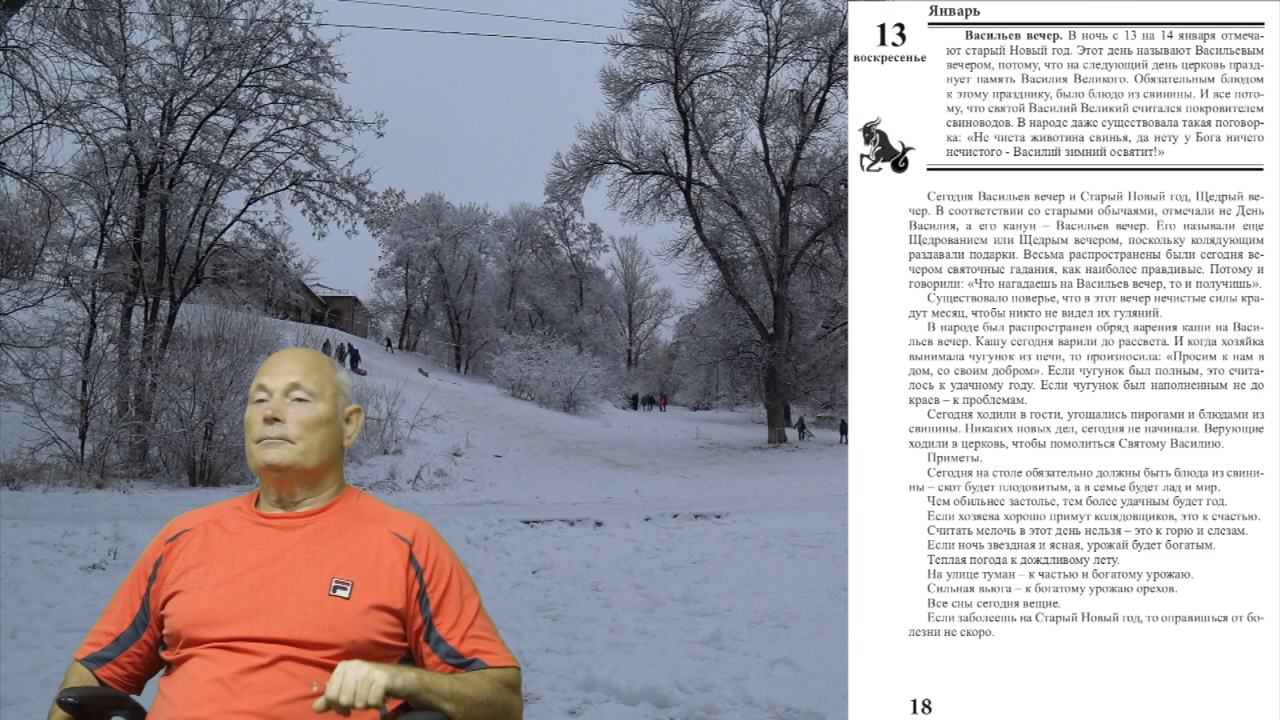 Январь
13
воскресенье
Васильев вечер. В ночь с 13 на 14 января отмеча-
ют старый Новый год. Этот день называют Васильевым
вечером, потому, что на следующий день церковь празд-
нует память Василия Великого. Обязательным блюдом
к этому празднику, было блюдо из свинины. И все пото-
му, что святой Василий Великий считался покровителем
свиноводов. В народе даже существовала такая поговор-
ка: «Не чиста животина свинья, да нету у Бога ничего
нечистого - Василий зимний освятит!»
Сегодня Васильев вечер и Старый Новый год, Щедрый ве-
чер. В соответствии со старыми обычаями, отмечали не День
Василия, а его канун – Васильев вечер. Его называли еще
Щедрованием или Щедрым вечером, поскольку колядующим
раздавали подарки. Весьма распространены были сегодня ве-
чером святочные гадания, как наиболее правдивые. Потому и
говорили: «Что нагадаешь на Васильев вечер, то и получишь».
Существовало поверье, что в этот вечер нечистые силы кра-
дут месяц, чтобы никто не видел их гуляний.
В народе был распространен обряд варения каши на Васи-
льев вечер. Кашу сегодня варили до рассвета. И когда хозяйка
вынимала чугунок из печи, то произносила: «Просим к нам в
дом, со своим добром». Если чугунок был полным, это счита-
лось к удачному году. Если чугунок был наполненным не до
краев – к проблемам.
Сегодня ходили в гости, угощались пирогами и блюдами из
свинины. Никаких новых дел, сегодня не начинали. Верующие
ходили в церковь, чтобы помолиться Святому Василию.
Приметы.
Сегодня на столе обязательно должны быть блюда из свини-
ны – скот будет плодовитым, а в семье будет лад и мир.
Чем обильнее застолье, тем более удачным будет год.
Если хозяева хорошо примут колядовщиков, это к счастью.
Считать мелочь в этот день нельзя – это к горю и слезам.
Если ночь звездная и ясная, урожай будет богатым.
Теплая погода к дождливому лету.
На улице туман – к частью и богатому урожаю.
Сильная вьюга – к богатому урожаю орехов.
Все сны сегодня вещие.
Если заболеешь на Старый Новый год, то оправишься от бо-
лезни не скоро.
18